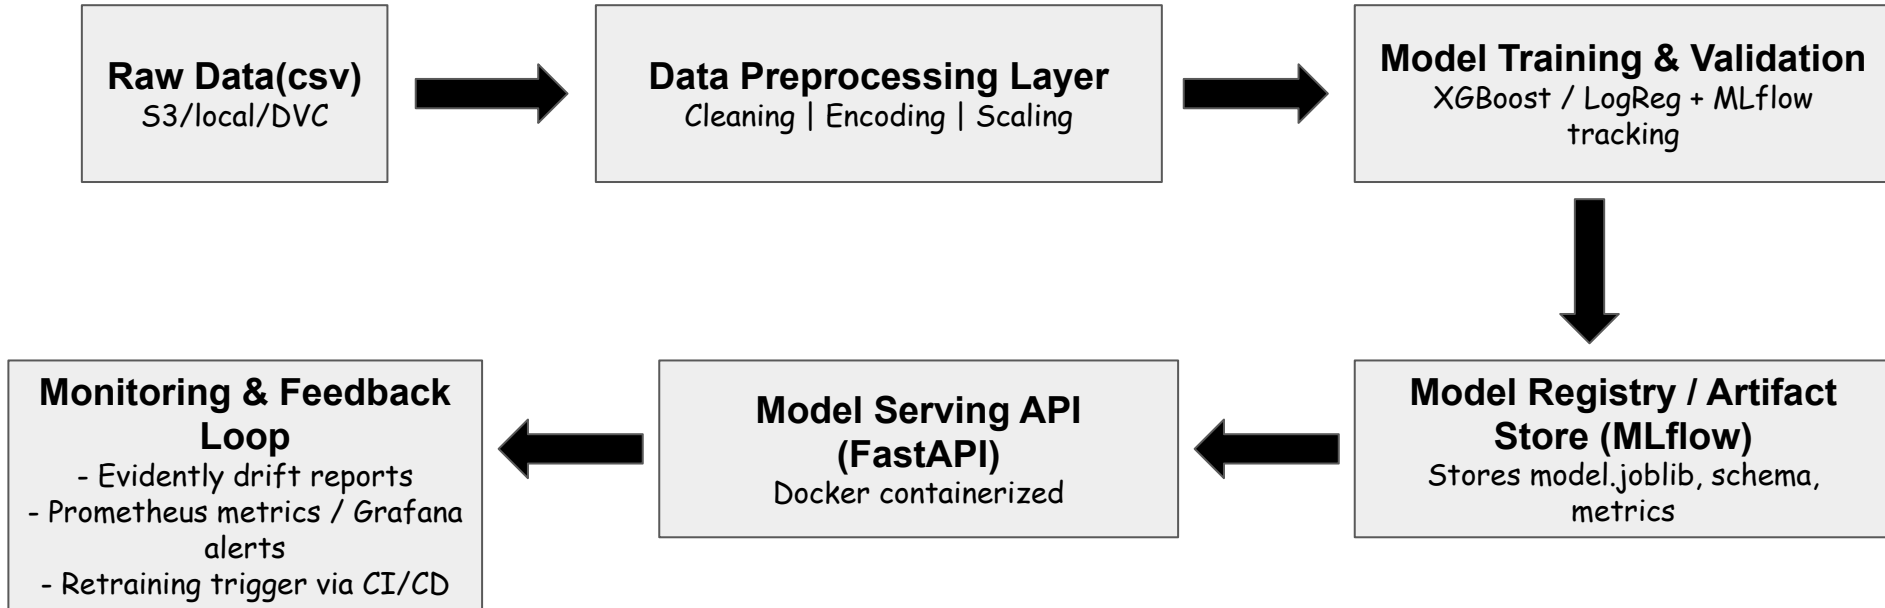 Raw Data(csv)
S3/local/DVC
Data Preprocessing Layer
Cleaning | Encoding | Scaling
Model Training & Validation
XGBoost / LogReg + MLflow
tracking
Model Registry / Artifact
Store (MLflow)
Stores model.joblib, schema,
metrics
Model Serving API
(FastAPI)
Docker containerized
Monitoring & Feedback
Loop
- Evidently drift reports
- Prometheus metrics / Grafana
alerts
- Retraining trigger via CI/CD